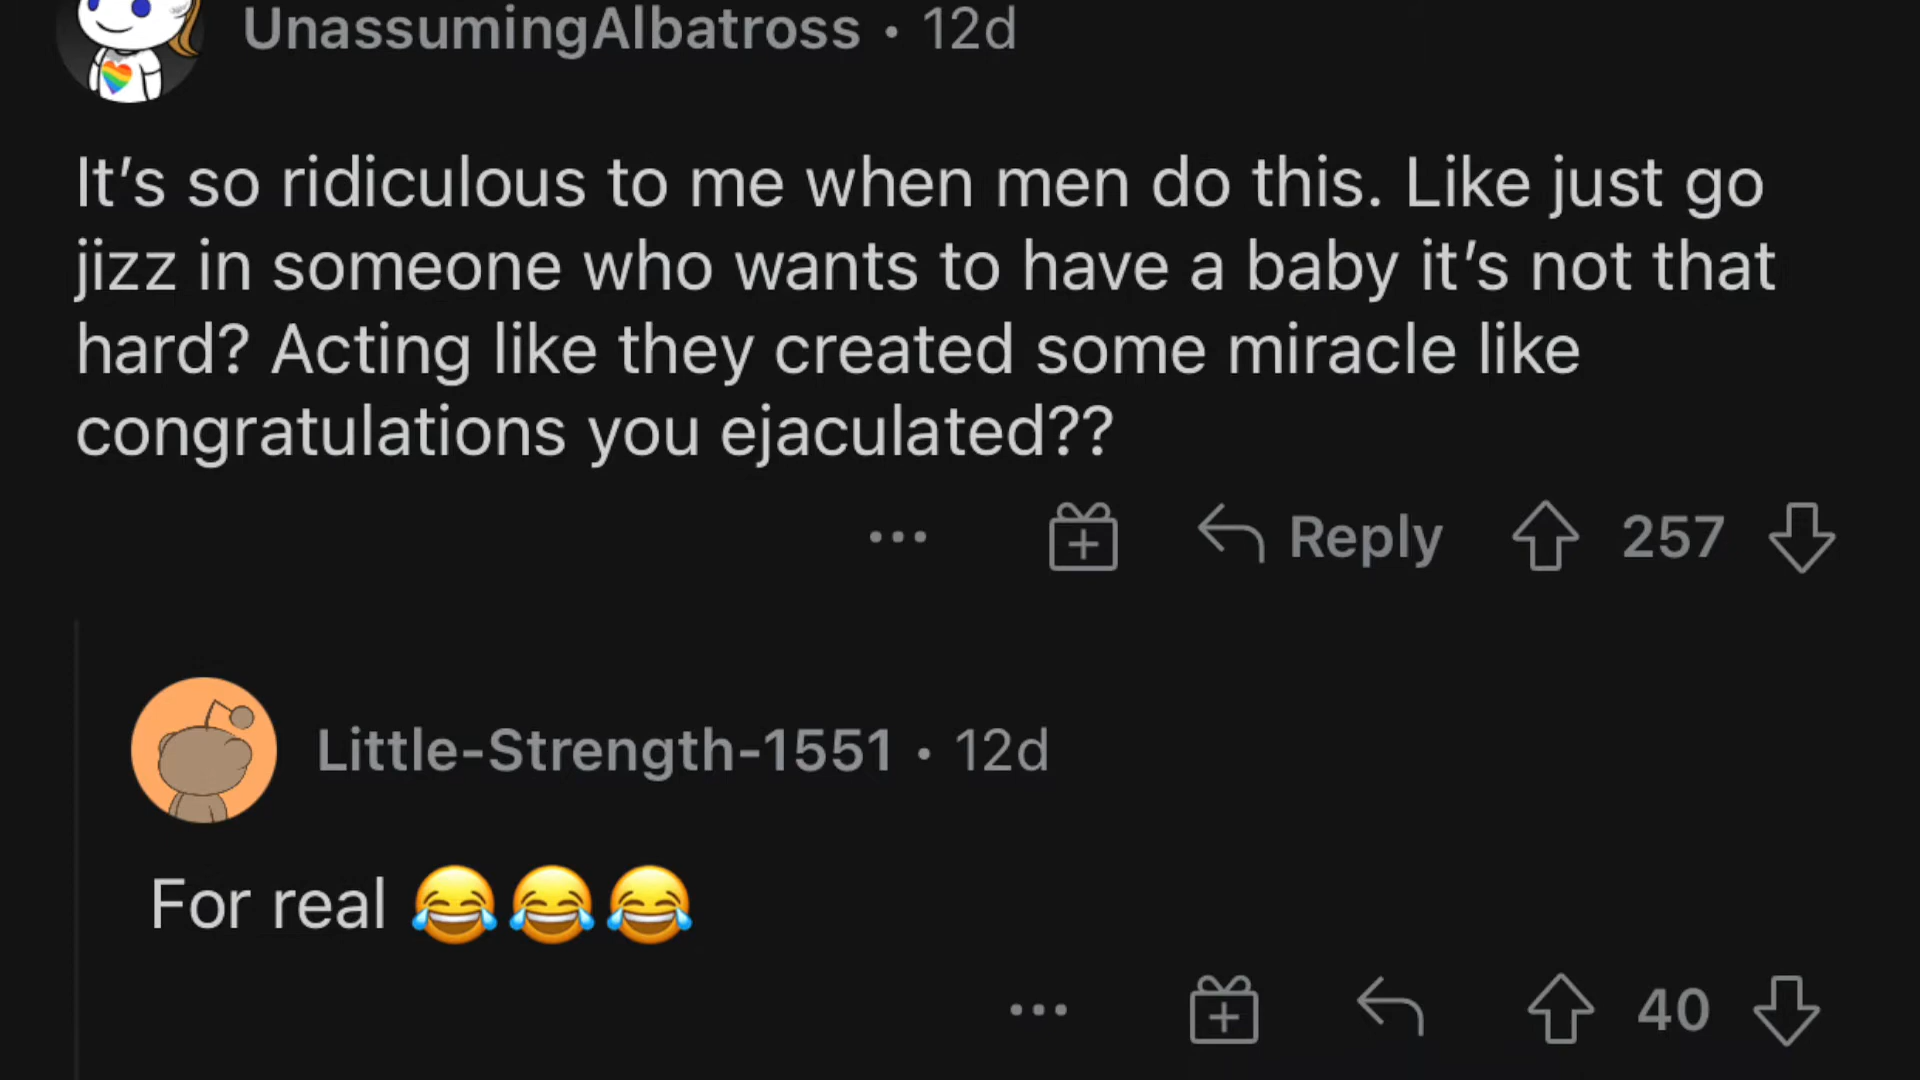 UnassumingAlbatross • 12d
It’s so ridiculous to me when men do this. Like just go
jizz in someone who wants to have a baby it’s not that
hard? Acting like they created some miracle like
congratulations you ejaculated??
Reply 257
Little-Strength-1551 • 12d
For real 😂😂😂
40